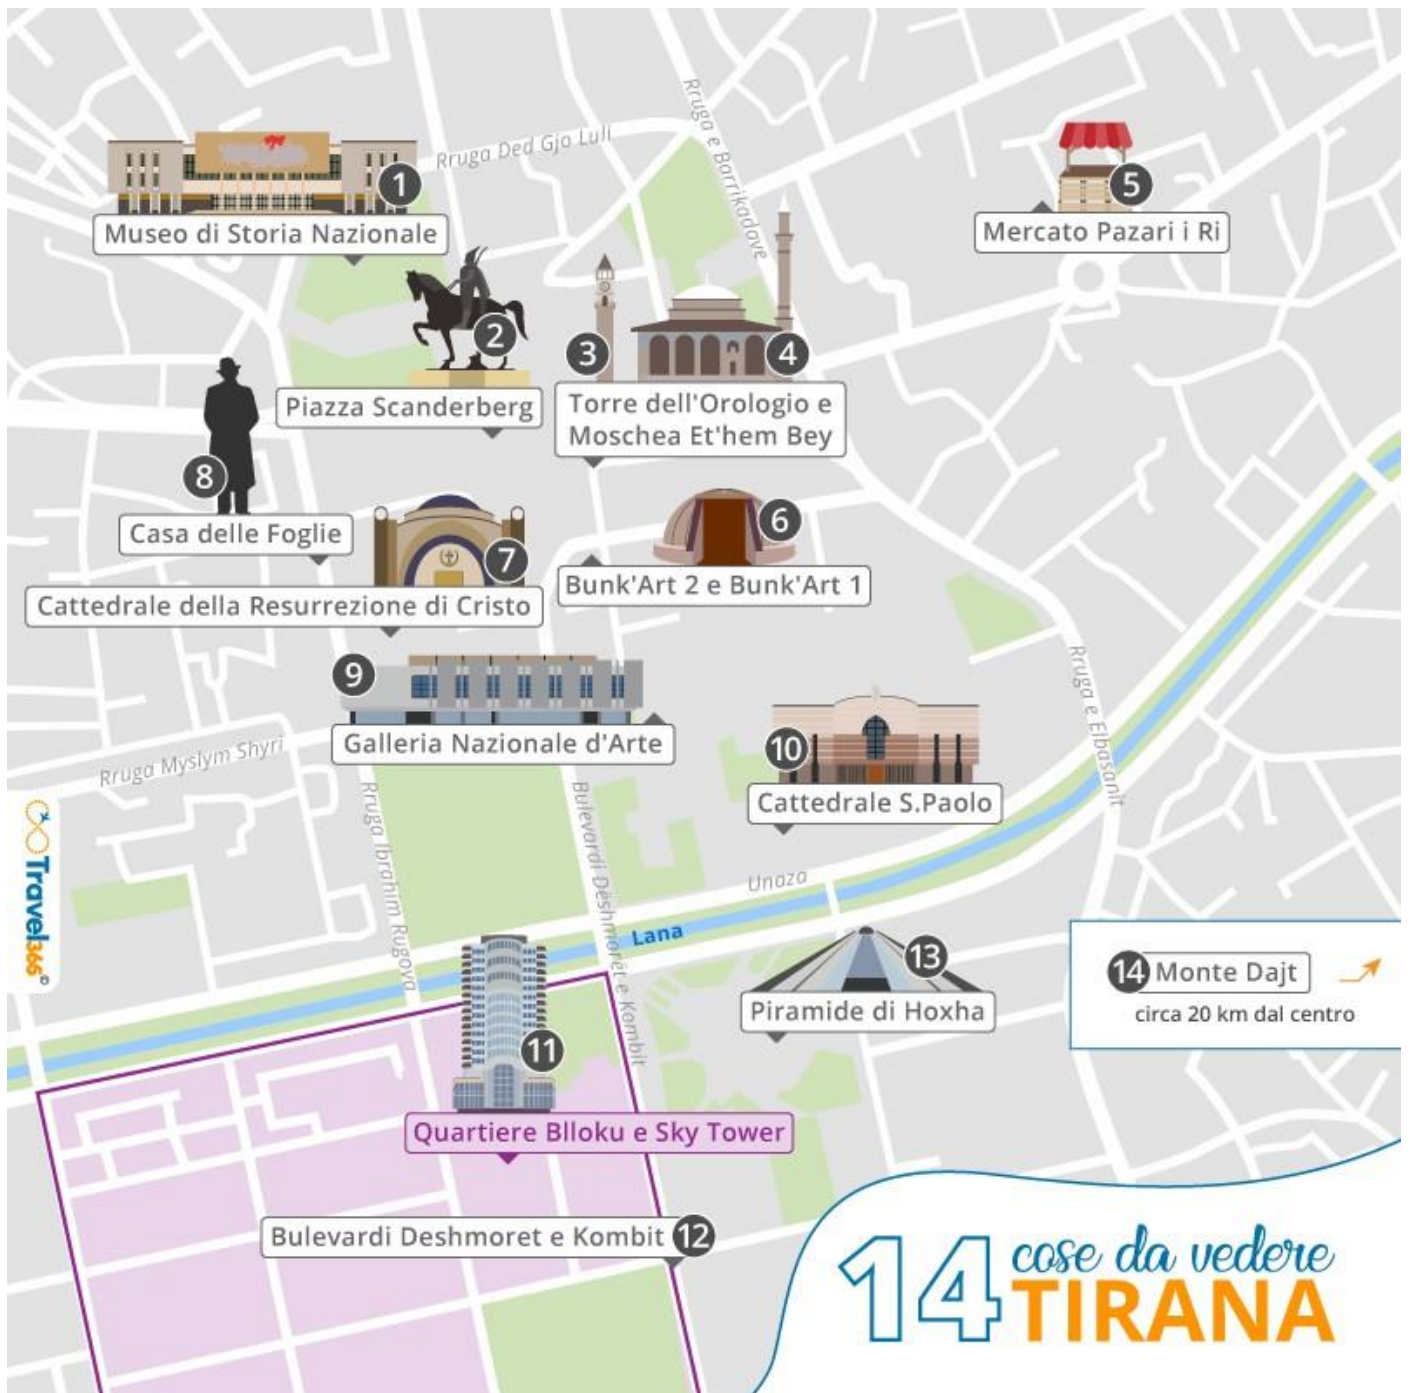 Rruga Ded Gjo Luli
Rruga e Barrikadave
1
Museo di Storia Nazionale
5
Mercato Pazari i Ri
2
Piazza Scanderberg
3
4
Torre dell'Orologio e
Moschea Et'hem Bey
8
Casa delle Foglie
7
Cattedrale della Resurrezione di Cristo
6
Bunk'Art 2 e Bunk'Art 1
9
Galleria Nazionale d'Arte
Rruga Myslym Shyri
Rruga e Elbasanit
10
Cattedrale S.Paolo
Rruga Ibrahim Rugova
Bulevardi Dëshmorët e Kombit
Unaza
Lana
Travel365 ©
13
Piramide di Hoxha
14 Monte Dajt
circa 20 km dal centro
11
Quartiere Blloku e Sky Tower
Bulevardi Deshmoret e Kombit 12
14 cose da vedere
TIRANA